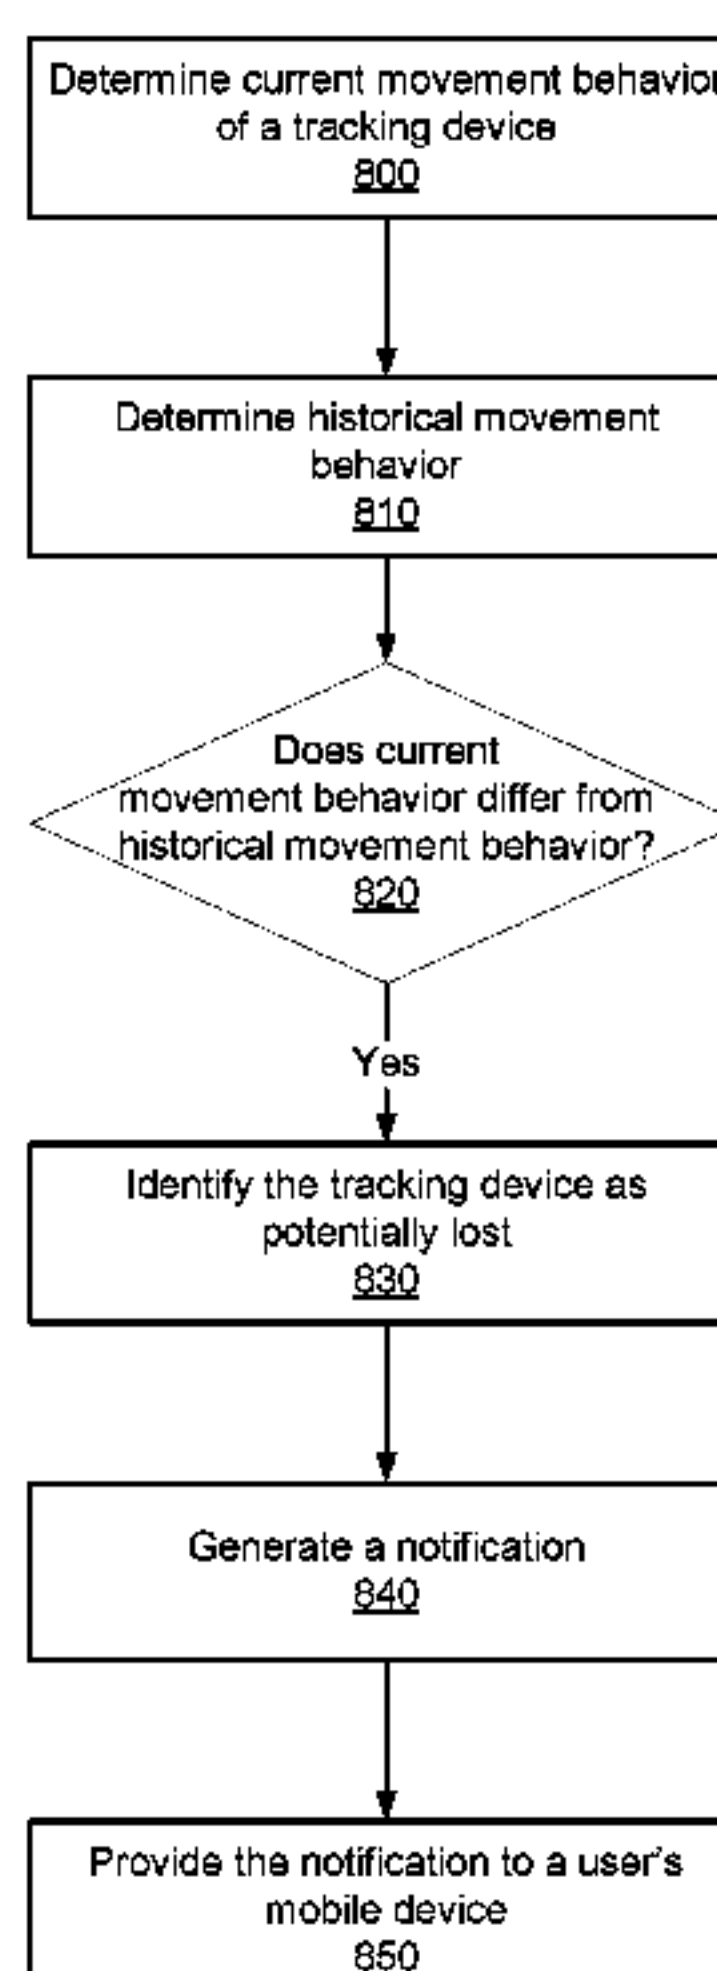 Determine current movement behavior
of a tracking device
800
Determine historical movement
behavior
810
Does current
movement behavior differ from
historical movement behavior?
820
Yes
Identify the tracking device as
potentially lost
830
Generate a notification
840
Provide the notification to a user's
mobile device
850